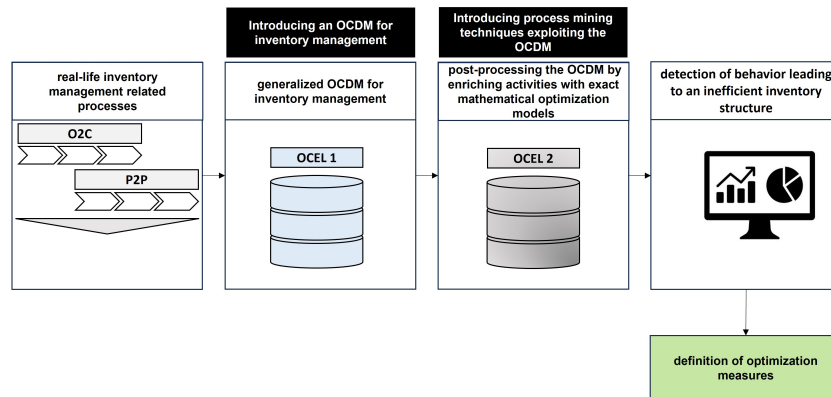 Introducing an OCDM for
inventory management
Introducing process mining
techniques exploiting the
OCDM
real-life inventory
management related
processes
O2C
P2P
generalized OCDM for
inventory management
OCEL 1
post-processing the OCDM by
enriching activities with exact
mathematical optimization
models
OCEL 2
detection of behavior leading
to an inefficient inventory
structure
definition of optimization
measures